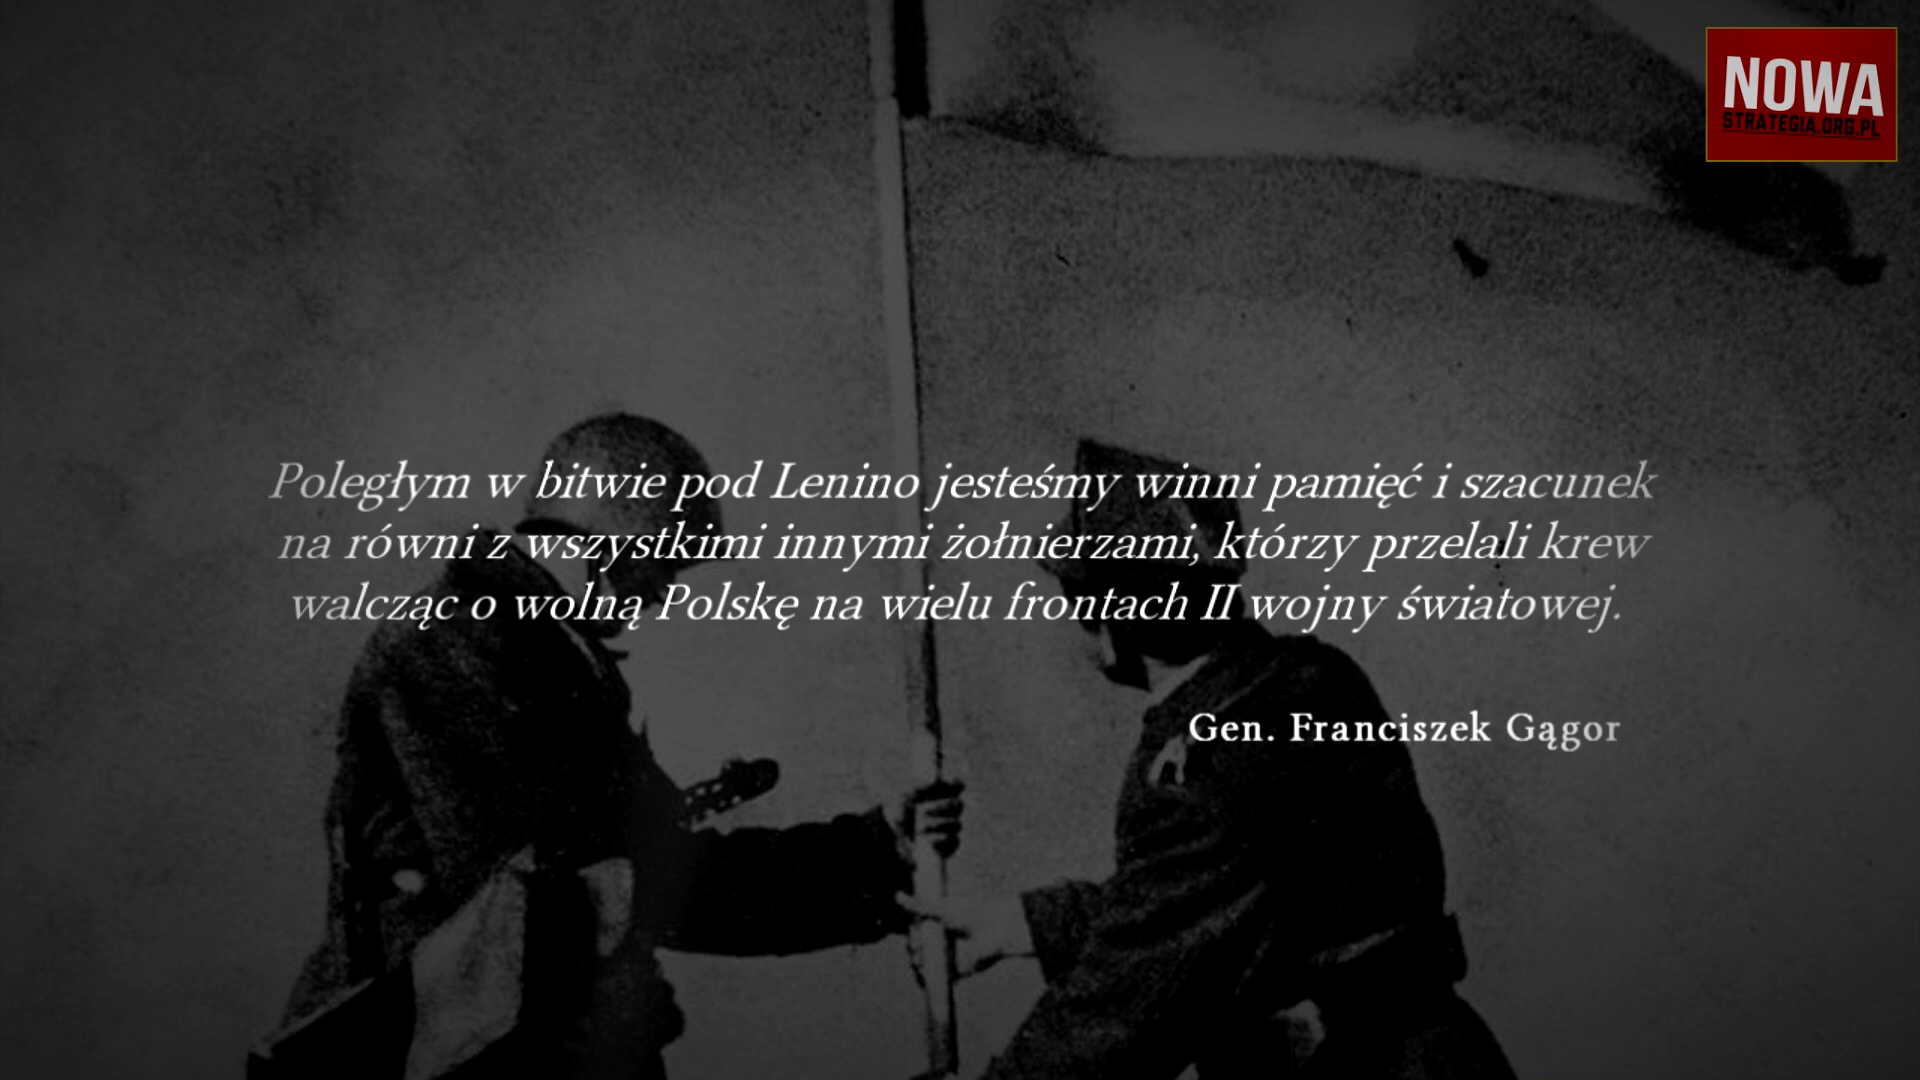 NOWA
STRATEGIA.ORG.PL
Poległym w bitwie pod Lenino jesteśmy winni pamięć i szacunek
na równi z wszystkimi innymi żołnierzami, którzy przelali krew
walcząc o wolną Polskę na wielu frontach II wojny światowej.
Gen. Franciszek Gągor